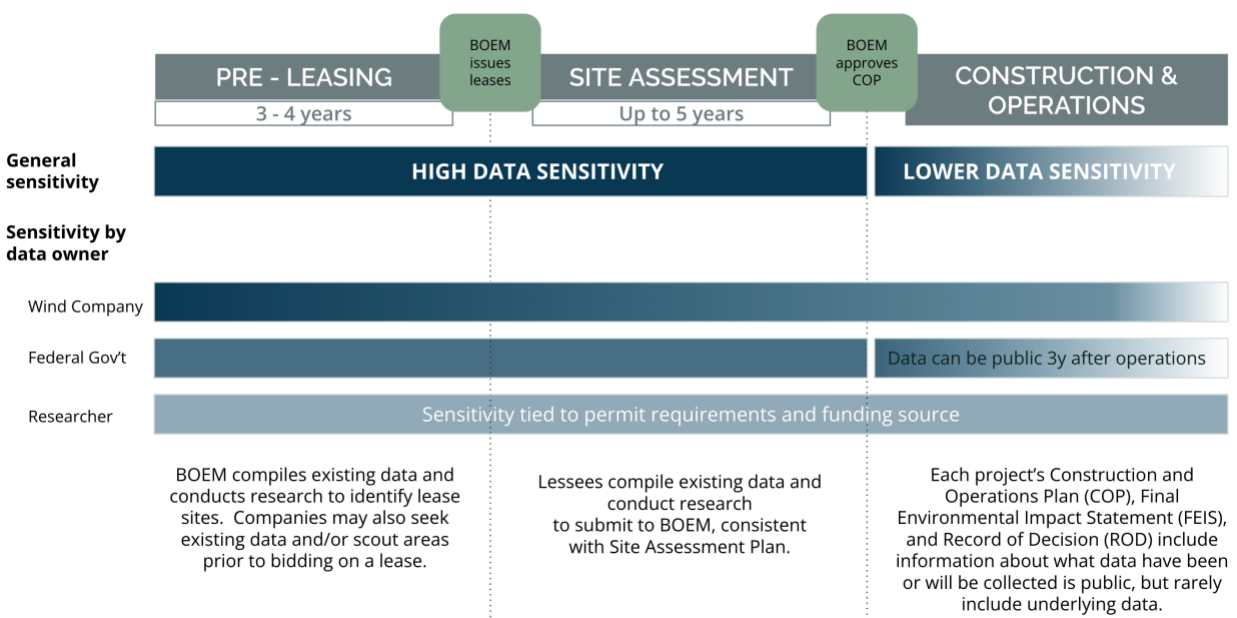 PRE - LEASING
3 - 4 years
BOEM
issues
leases
SITE ASSESSMENT
Up to 5 years
BOEM
approves
COP
CONSTRUCTION &
OPERATIONS
General
sensitivity
HIGH DATA SENSITIVITY
LOWER DATA SENSITIVITY
Sensitivity by
data owner
Wind Company
Federal Gov't
Data can be public 3y after operations
Researcher
Sensitivity tied to permit requirements and funding source
BOEM compiles existing data and
conducts research to identify lease
sites. Companies may also seek
existing data and/or scout areas
prior to bidding on a lease.
Lessees compile existing data and
conduct research
to submit to BOEM, consistent
with Site Assessment Plan.
Each project's Construction and
Operations Plan (COP), Final
Environmental Impact Statement (FEIS),
and Record of Decision (ROD) include
information about what data have been
or will be collected is public, but rarely
include underlying data.